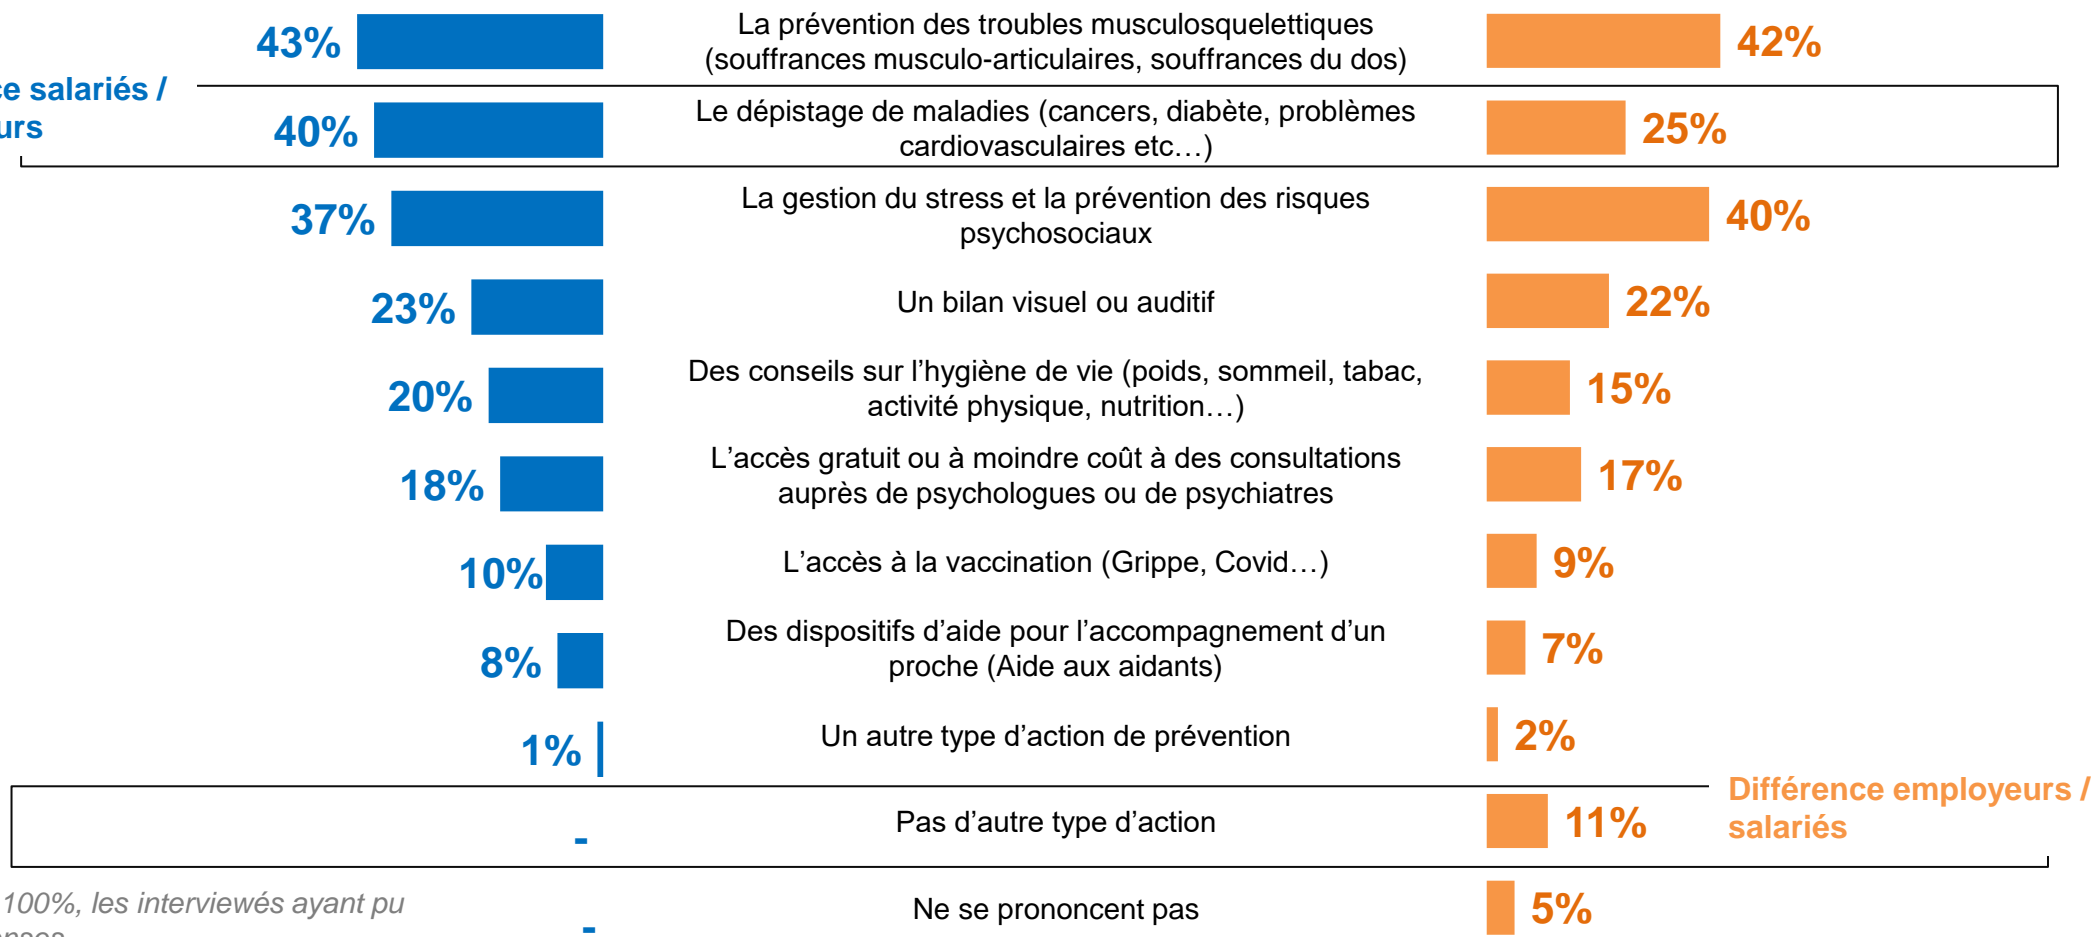 43%
La prévention des troubles musculosquelettiques
(souffrances musculo-articulaires, souffrances du dos)
42%
salariés /
40%
Le dépistage de maladies (cancers, diabète, problèmes
cardiovasculaires etc…)
25%
37%
La gestion du stress et la prévention des risques
psychosociaux
40%
23%
Un bilan visuel ou auditif
22%
20%
Des conseils sur l’hygiène de vie (poids, sommeil, tabac,
activité physique, nutrition…)
15%
18%
L’accès gratuit ou à moindre coût à des consultations
auprès de psychologues ou de psychiatres
17%
10%
L’accès à la vaccination (Grippe, Covid…)
9%
8%
Des dispositifs d’aide pour l’accompagnement d’un
proche (Aide aux aidants)
7%
1%
Un autre type d’action de prévention
2%
-
Pas d’autre type d’action
11%
Différence employeurs /
salariés
100%, les interviewés ayant pu
-
Ne se prononcent pas
5%